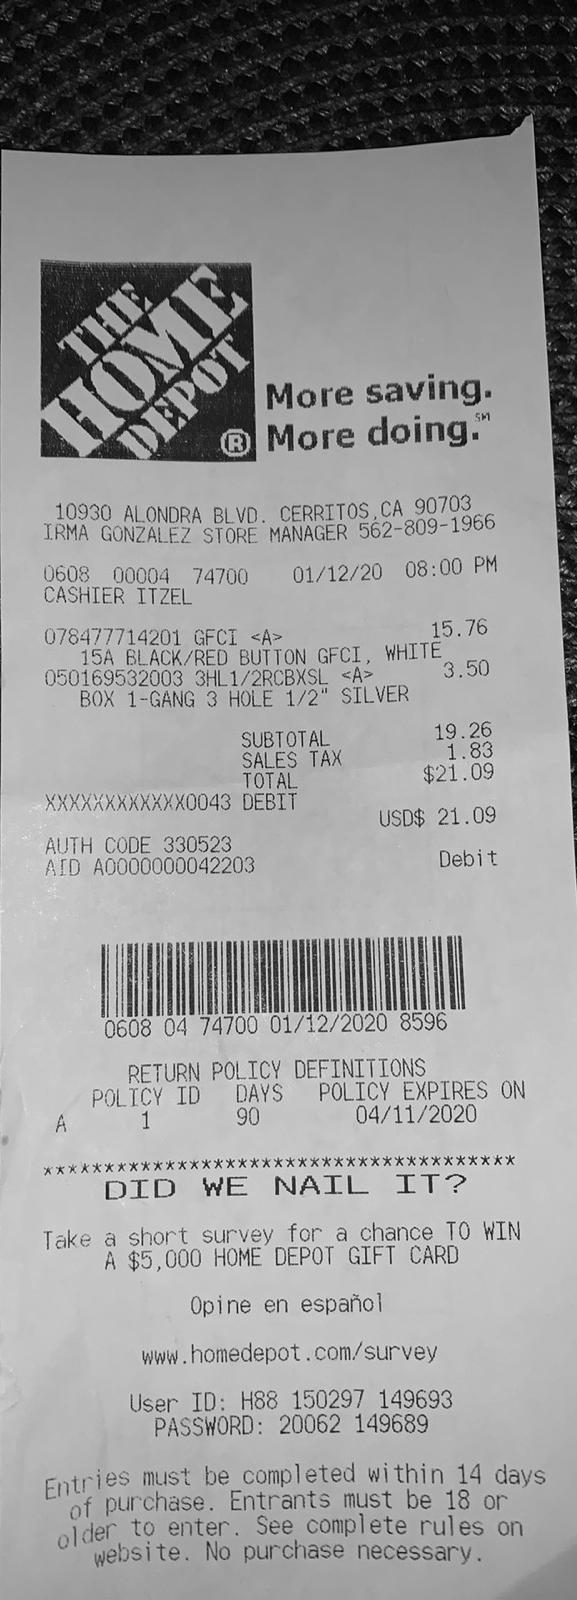 THE
HOME
DEPOT
®
More saving.
More doing.℠
10930 ALONDRA BLVD. CERRITOS,CA 90703
IRMA GONZALEZ STORE MANAGER 562-809-1966
0608 00004 74700 01/12/20 08:00 PM
CASHIER ITZEL
078477714201 GFCI <A> 15.76
15A BLACK/RED BUTTON GFCI, WHITE
050169532003 3HL1/2RCBXSL <A> 3.50
BOX 1-GANG 3 HOLE 1/2" SILVER
SUBTOTAL 19.26
SALES TAX 1.83
TOTAL $21.09
XXXXXXXXXXXX0043 DEBIT
USD$ 21.09
AUTH CODE 330523
AID A0000000042203 Debit
0608 04 74700 01/12/2020 8596
RETURN POLICY DEFINITIONS
POLICY ID DAYS POLICY EXPIRES ON
A 1 90 04/11/2020
***************************************
DID WE NAIL IT?
Take a short survey for a chance TO WIN
A $5,000 HOME DEPOT GIFT CARD
Opine en español
www.homedepot.com/survey
User ID: H88 150297 149693
PASSWORD: 20062 149689
Entries must be completed within 14 days
of purchase. Entrants must be 18 or
older to enter. See complete rules on
website. No purchase necessary.